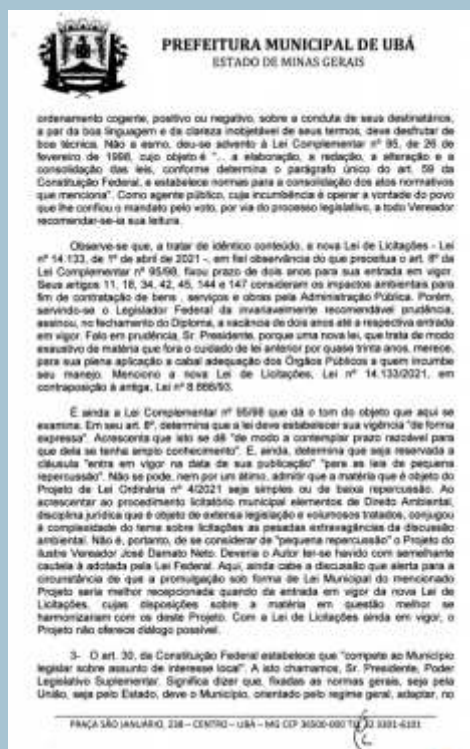 PREFEITURA MUNICIPAL DE UBÁ
ESTADO DE MINAS GERAIS
ordenamento cogente, positivo ou negativo, sobre a conduta de seus destinatários,
a par da boa linguagem e da clareza inobjetável de seus termos, deve desfrutar de
boa técnica. Não a esmo, deu-se advento à Lei Complementar nº 95, de 26 de
fevereiro de 1998, cujo objeto é "... a elaboração, a redação, a alteração e a
consolidação das leis, conforme determina o parágrafo único do art. 59 da
Constituição Federal, e estabelece normas para a consolidação dos atos normativos
que menciona". Como agente público, cuja incumbência é operar a vontade do povo
que lhe confiou o mandato pelo voto, por via do processo legislativo, a todo Vereador
recomendar-se-ia sua leitura.
Observe-se que, a tratar de idêntico conteúdo, a nova Lei de Licitações - Lei
nº 14.133, de 1º de abril de 2021 -, em fiel observância do que preceitua o art. 8º da
Lei Complementar nº 95/98, fixou prazo de dois anos para sua entrada em vigor.
Seus artigos 11, 18, 34, 42, 45, 144 e 147 consideram os impactos ambientais para
fim de contratação de bens , serviços e obras pela Administração Pública. Porém,
servindo-se o Legislador Federal da invariavelmente recomendável prudência,
assinou, no fechamento do Diploma, a vacância de dois anos até a respectiva entrada
em vigor. Falo em prudência, Sr. Presidente, porque uma nova lei, que trata de modo
exaustivo de matéria que fora o cuidado de lei anterior por quase trinta anos, merece,
para sua plena aplicação a cabal adequação dos Órgãos Públicos a quem incumbe
seu manejo. Menciono a nova Lei de Licitações, Lei nº 14.133/2021, em
contraposição à antiga, Lei nº 8.666/93.
É ainda a Lei Complementar nº 95/98 que dá o tom do objeto que aqui se
examina. Em seu art. 8º, determina que a lei deve estabelecer sua vigência "de forma
expressa". Acrescenta que isto se dê "de modo a contemplar prazo razoável para
que dela se tenha amplo conhecimento". E, ainda, determina que seja reservada a
cláusula "entra em vigor na data de sua publicação" "para as leis de pequena
repercussão". Não se pode, nem por um átimo, admitir que a matéria que é objeto do
Projeto de Lei Ordinária nº 4/2021 seja simples ou de baixa repercussão. Ao
acrescentar ao procedimento licitatório municipal elementos de Direito Ambiental,
disciplina jurídica que é objeto de extensa legislação e volumosos tratados, conjugou
à complexidade do tema sobre licitações as pesadas extravagâncias da discussão
ambiental. Não é, portanto, de se considerar de "pequena repercussão" o Projeto do
ilustre Vereador José Damato Neto. Deveria o Autor ter-se havido com semelhante
cautela à adotada pela Lei Federal. Aqui, ainda cabe a discussão que alerta para a
circunstância de que a promulgação sob forma de Lei Municipal do mencionado
Projeto seria melhor recepcionada quando da entrada em vigor da nova Lei de
Licitações, cujas disposições sobre a matéria em questão melhor se
harmonizariam com os deste Projeto. Com a Lei de Licitações ainda em vigor, o
Projeto não oferece diálogo possível.
3- O art. 30, da Constituição Federal estabelece que "compete ao Município
legislar sobre assunto de interesse local". A isto chamamos, Sr. Presidente, Poder
Legislativo Suplementar. Significa dizer que, fixadas as normas gerais, seja pela
União, seja pelo Estado, deve o Município, orientado pelo regime geral, adaptar, no
PRAÇA SÃO JANUÁRIO, 238 – CENTRO – UBÁ – MG CEP 36500-000 32 3301-6101